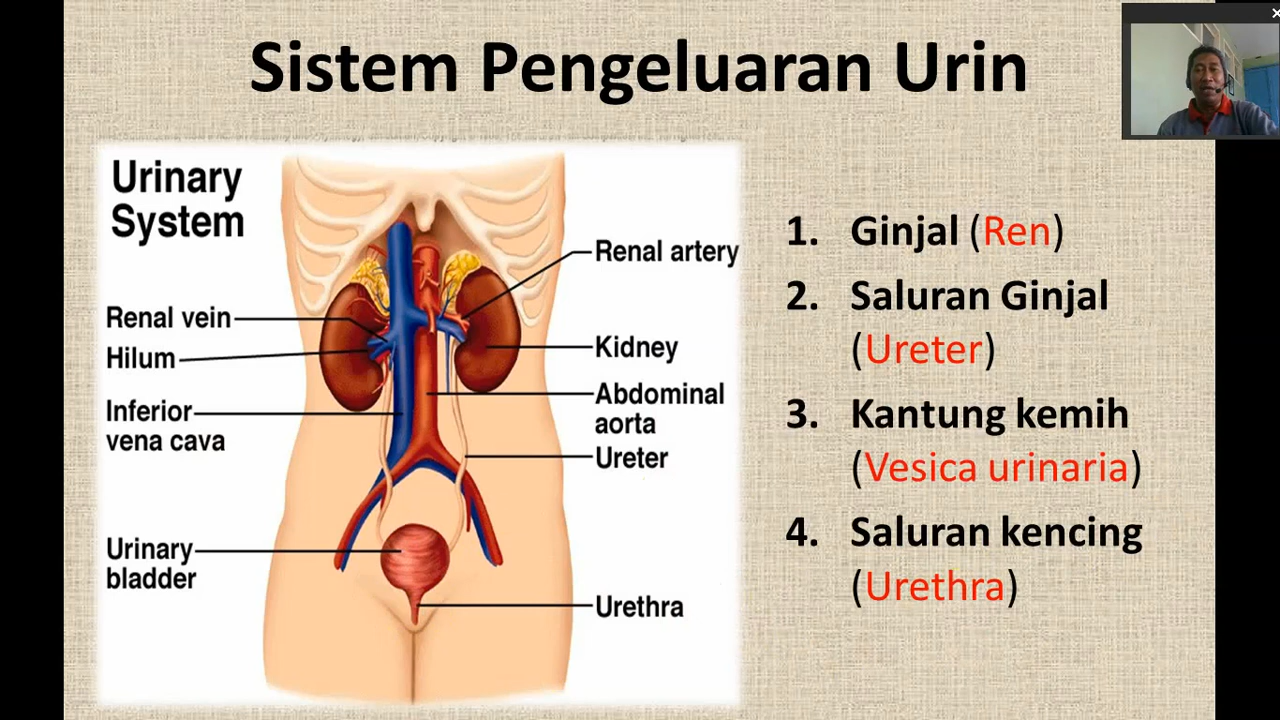 Sistem Pengeluaran Urin
Urinary
System
Renal vein
Hilum
Inferior
vena cava
Urinary
bladder
Renal artery
Kidney
Abdominal
aorta
Ureter
Urethra
1. Ginjal (Ren)
2. Saluran Ginjal
(Ureter)
3. Kantung kemih
(Vesica urinaria)
4. Saluran kencing
(Urethra)